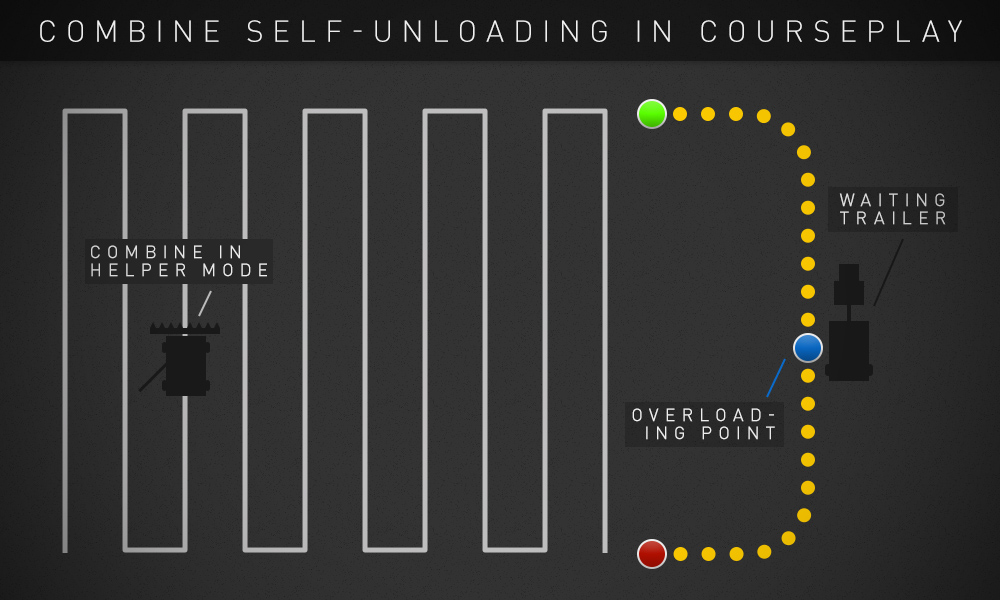 COMBINE SELF-UNLOADING IN COURSEPLAY
WAITING
TRAILER
COMBINE IN
HELPER MODE
OVERLOAD-
ING POINT